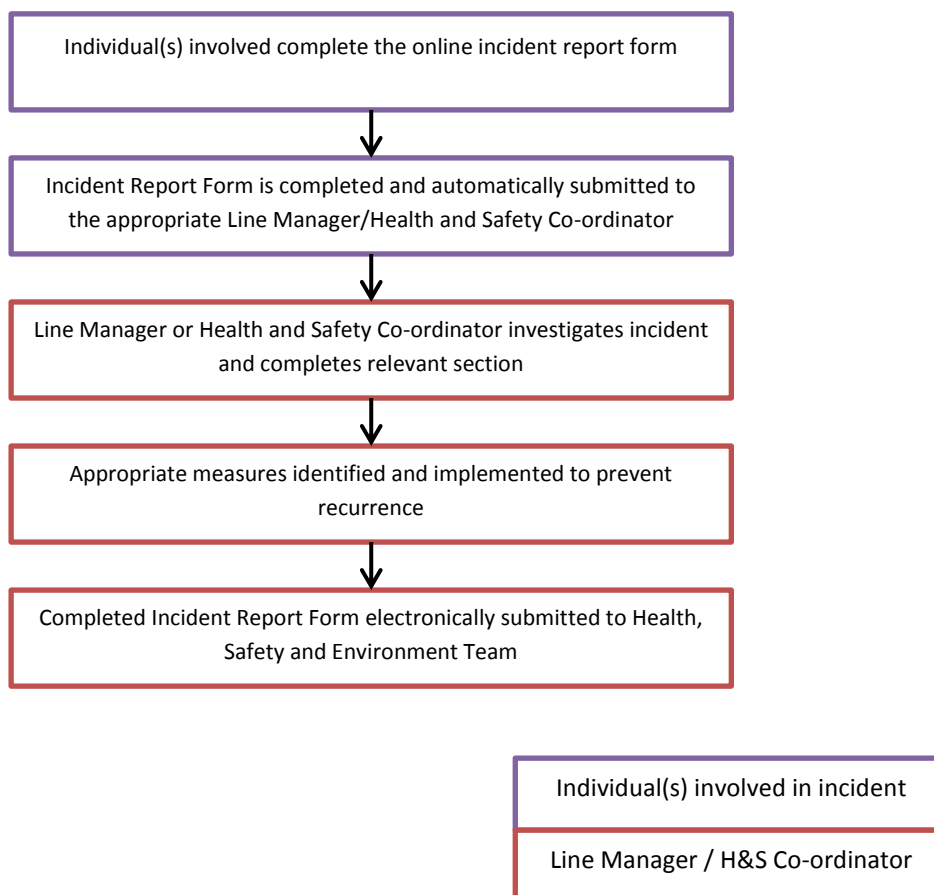 Individual(s) involved complete the online incident report form
Incident Report Form is completed and automatically submitted to
the appropriate Line Manager/Health and Safety Co-ordinator
Line Manager or Health and Safety Co-ordinator investigates incident
and completes relevant section
Appropriate measures identified and implemented to prevent
recurrence
Completed Incident Report Form electronically submitted to Health,
Safety and Environment Team
Individual(s) involved in incident
Line Manager / H&S Co-ordinator